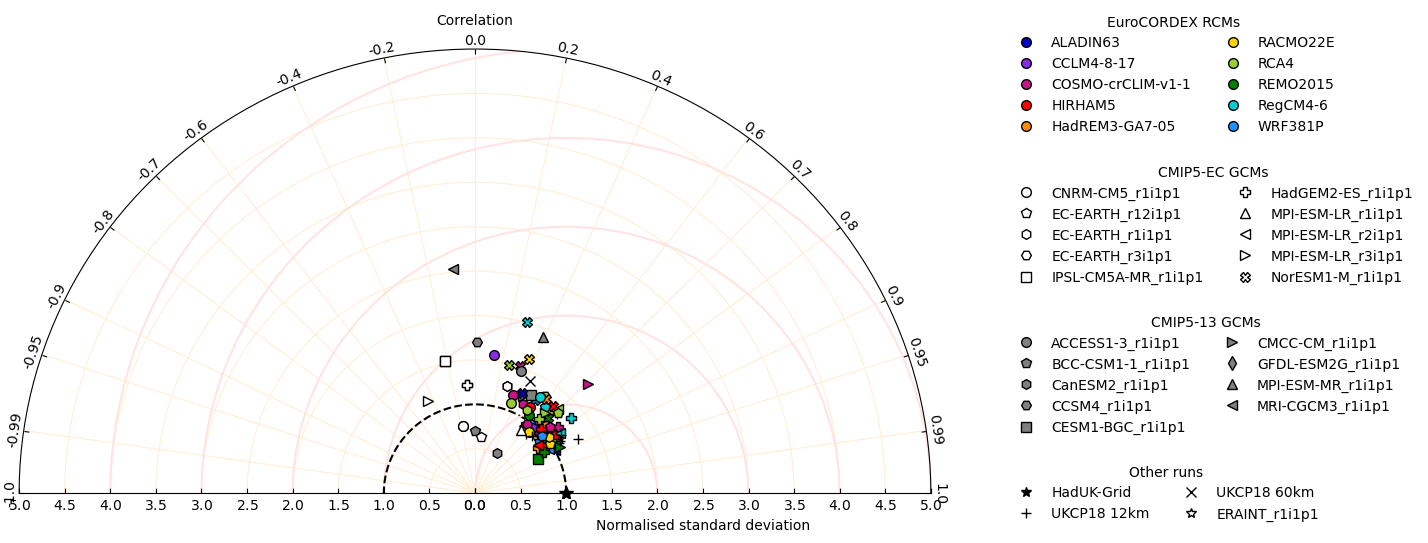 Correlation
-0.2 0.0 0.2
-0.4 0.4
-0.6 0.6
-0.7 0.7
-0.8 0.8
-0.9 0.9
-0.95 0.95
-0.99 0.99
-1.0 1.0
5.0 4.5 4.0 3.5 3.0 2.5 2.0 1.5 1.0 0.5 0.0 0.5 1.0 1.5 2.0 2.5 3.0 3.5 4.0 4.5 5.0
Normalised standard deviation
EuroCORDEX RCMs
ALADIN63 RACMO22E
CCLM4-8-17 RCA4
COSMO-crCLIM-v1-1 REMO2015
HIRHAM5 RegCM4-6
HadREM3-GA7-05 WRF381P
CMIP5-EC GCMs
CNRM-CM5_r1i1p1 HadGEM2-ES_r1i1p1
EC-EARTH_r12i1p1 MPI-ESM-LR_r1i1p1
EC-EARTH_r1i1p1 MPI-ESM-LR_r2i1p1
EC-EARTH_r3i1p1 MPI-ESM-LR_r3i1p1
IPSL-CM5A-MR_r1i1p1 NorESM1-M_r1i1p1
CMIP5-13 GCMs
ACCESS1-3_r1i1p1 CMCC-CM_r1i1p1
BCC-CSM1-1_r1i1p1 GFDL-ESM2G_r1i1p1
CanESM2_r1i1p1 MPI-ESM-MR_r1i1p1
CCSM4_r1i1p1 MRI-CGCM3_r1i1p1
CESM1-BGC_r1i1p1
Other runs
HadUK-Grid UKCP18 60km
UKCP18 12km ERAINT_r1i1p1